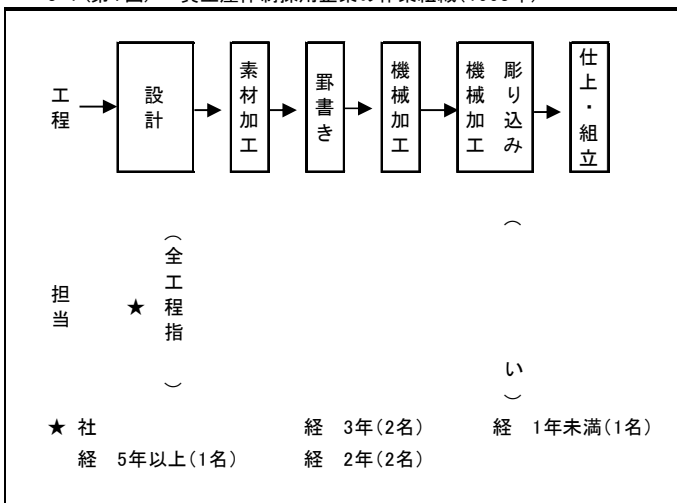 工程
設計
素材加工
罫書き
機械加工
彫り込み
機械加工
仕上・組立
担当
★
（全工程指　）
（　い）
★ 社
経　3年(2名)
経　1年未満(1名)
経　5年以上(1名)
経　2年(2名)